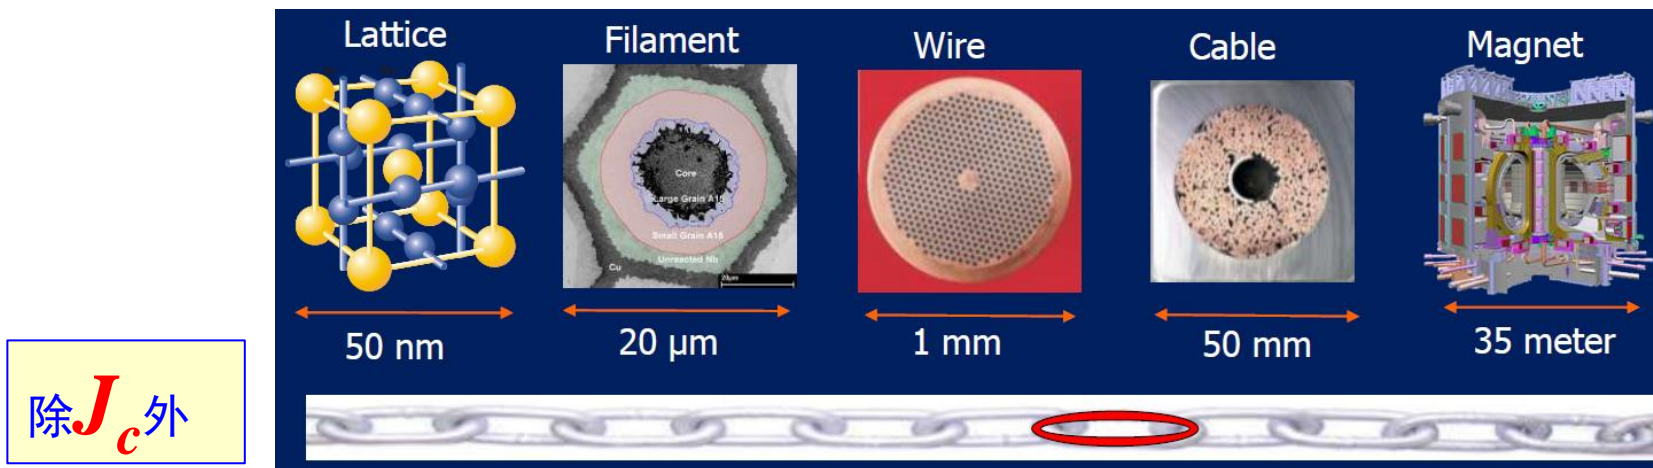 Lattice
Filament
Wire
Cable
Magnet
Core
Large Grain A15
Small Grain A15
Unreacted Nb
Cu
20µm
50 nm
20 µm
1 mm
50 mm
35 meter
除Jc外